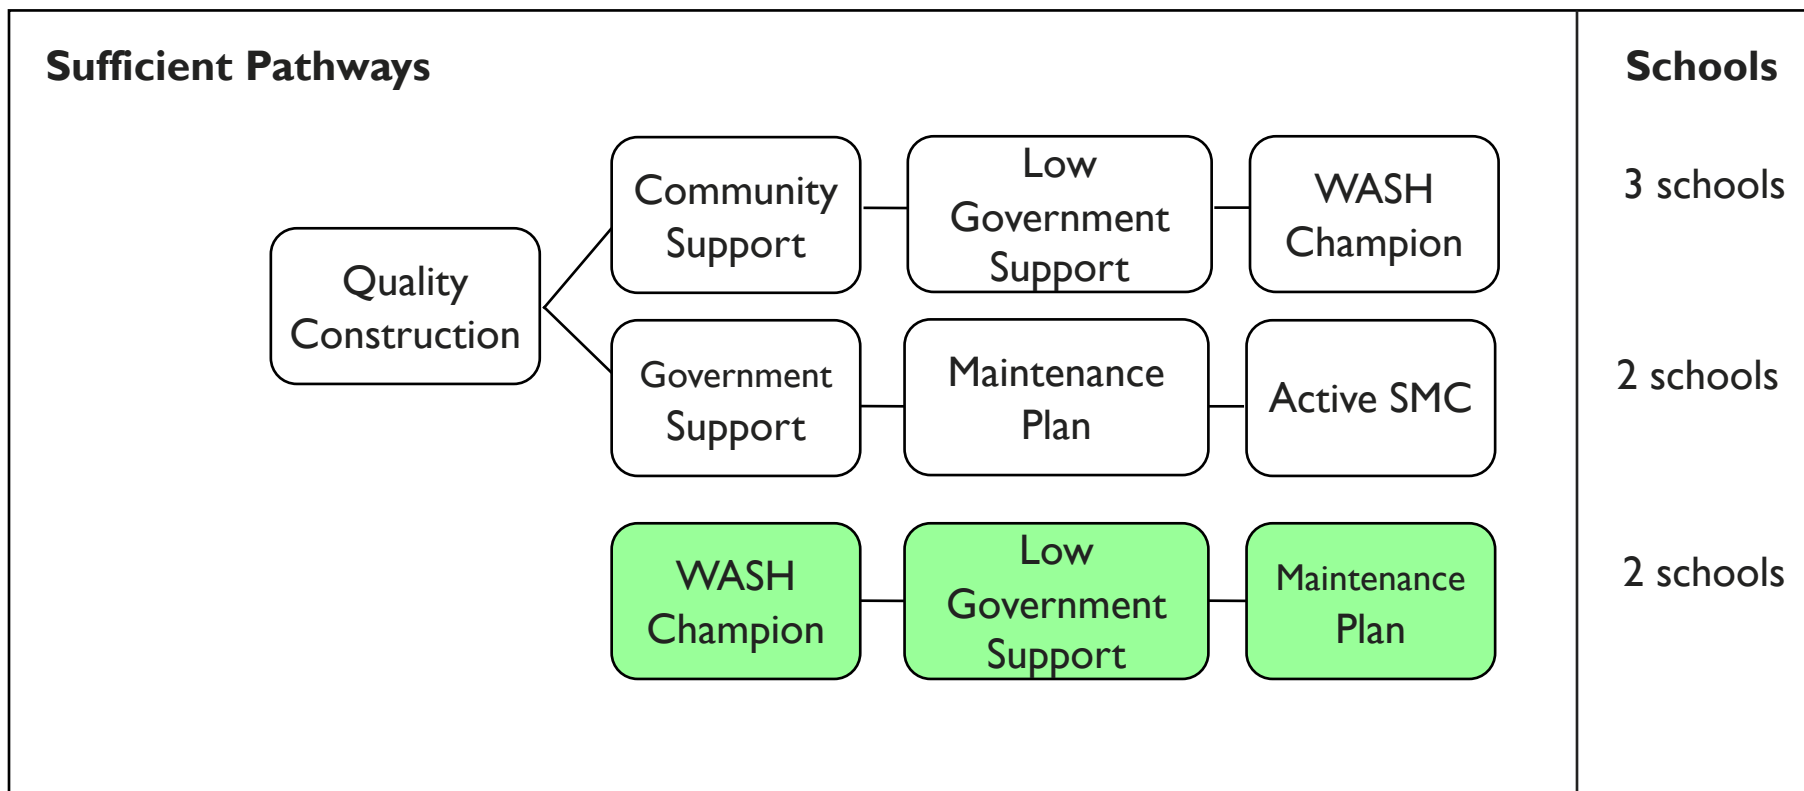 Sufficient Pathways
Schools
Quality
Construction
Community
Support
Low
Government
Support
WASH
Champion
3 schools
Government
Support
Maintenance
Plan
Active SMC
2 schools
WASH
Champion
Low
Government
Support
Maintenance
Plan
2 schools